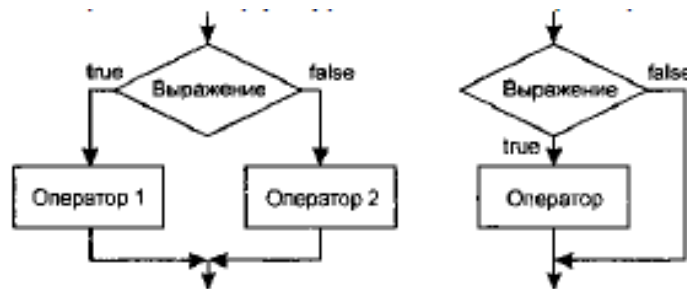 true
Выражение
false
Оператор 1
Оператор 2
Выражение
false
true
Оператор